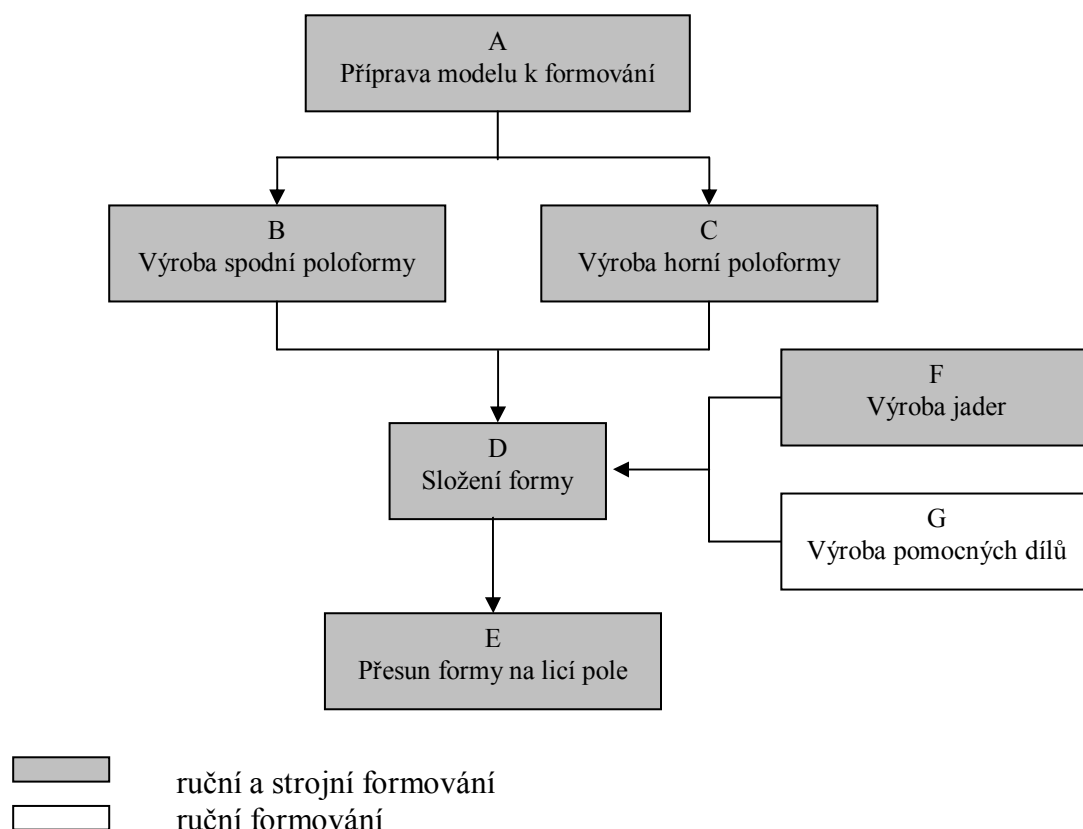 A
Příprava modelu k formování
B
Výroba spodní poloformy
C
Výroba horní poloformy
F
Výroba jader
D
Složení formy
G
Výroba pomocných dílů
E
Přesun formy na licí pole
ruční a strojní formování
ruční formování